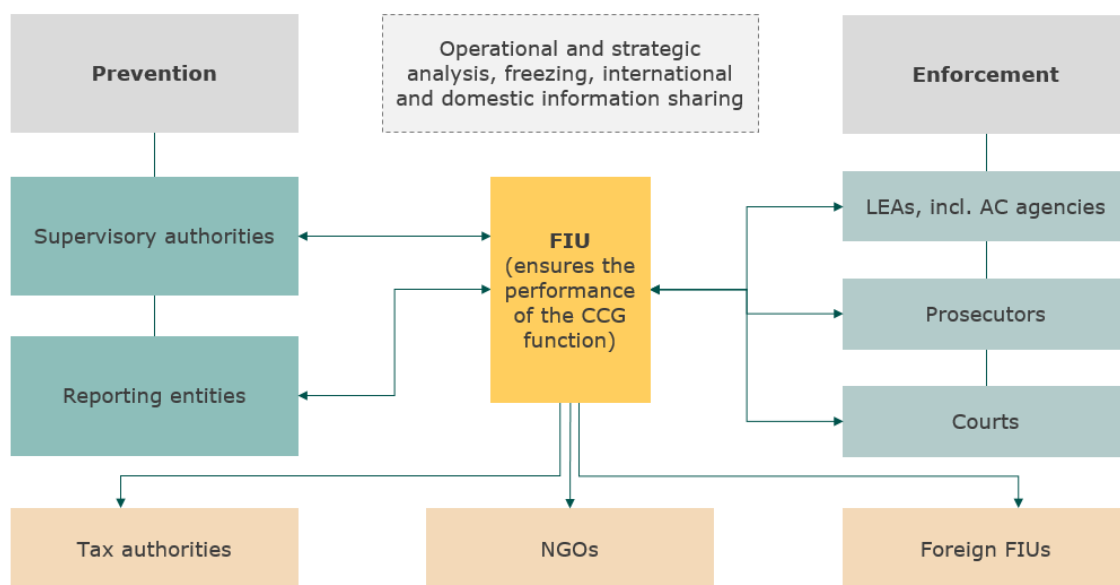 Prevention
Operational and strategic
analysis, freezing, international
and domestic information sharing
Enforcement
Supervisory authorities
FIU
(ensures the
performance
of the CCG
function)
LEAs, incl. AC agencies
Prosecutors
Reporting entities
Courts
Tax authorities
NGOs
Foreign FIUs